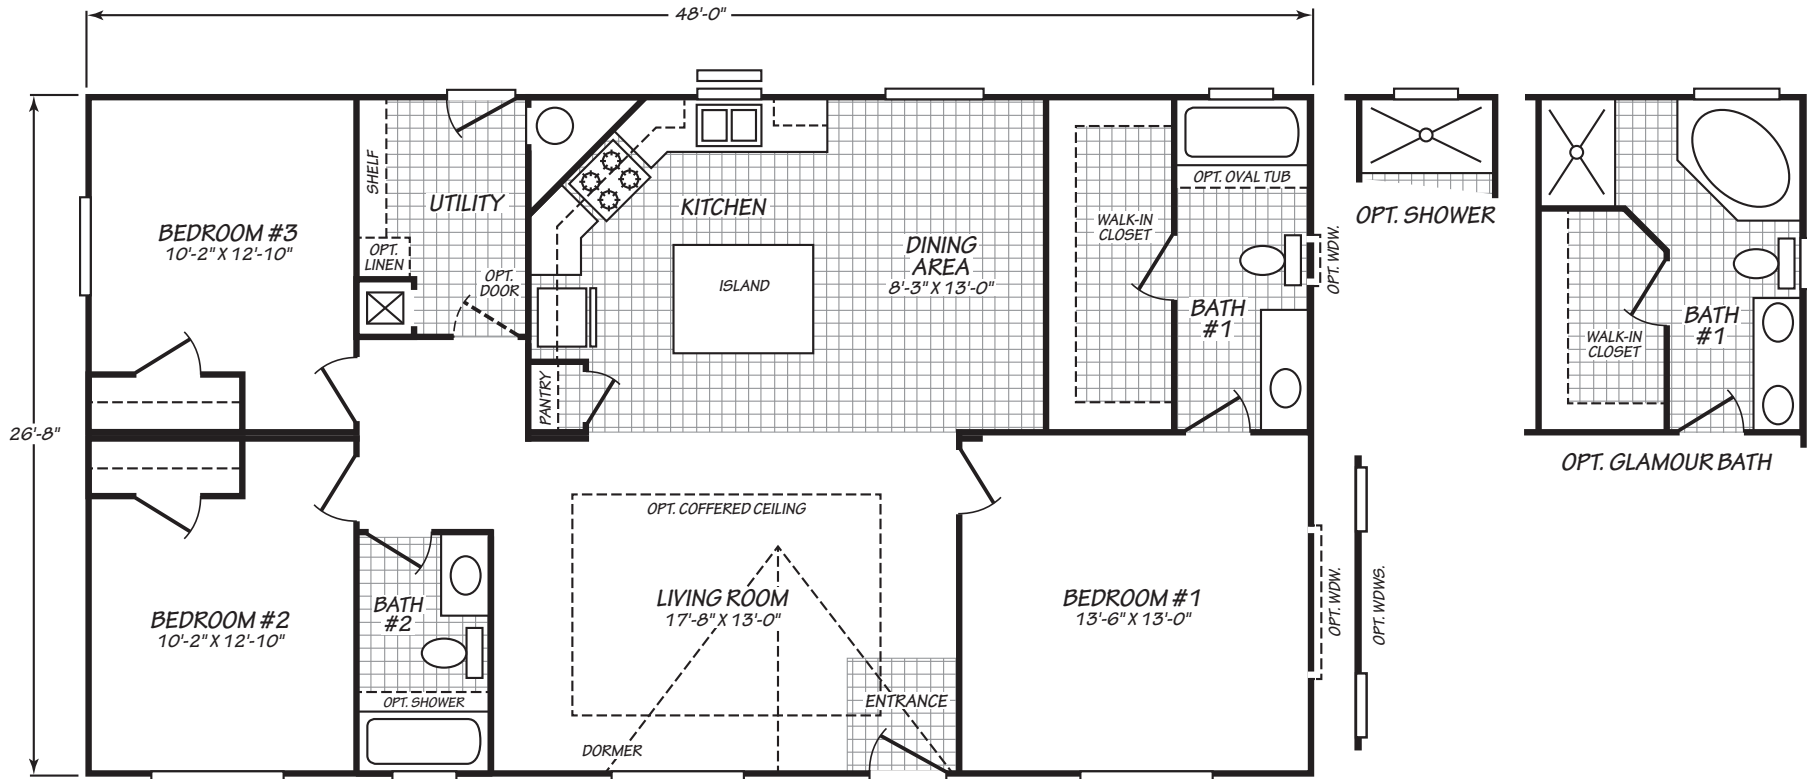 48'-0"
26'-8"
BEDROOM #3
10'-2" X 12'-10"
SHELF
UTILITY
OPT.
LINEN
OPT.
DOOR
KITCHEN
ISLAND
DINING
AREA
8'-3" X 13'-0"
PANTRY
WALK-IN
CLOSET
OPT. OVAL TUB
BATH
#1
OPT. WDW.
OPT. SHOWER
WALK-IN
CLOSET
BATH
#1
OPT. GLAMOUR BATH
BEDROOM #2
10'-2" X 12'-10"
BATH
#2
OPT. SHOWER
OPT. COFFERED CEILING
LIVING ROOM
17'-8" X 13'-0"
DORMER
ENTRANCE
BEDROOM #1
13'-6" X 13'-0"
OPT. WDW.
OPT. WDWS.